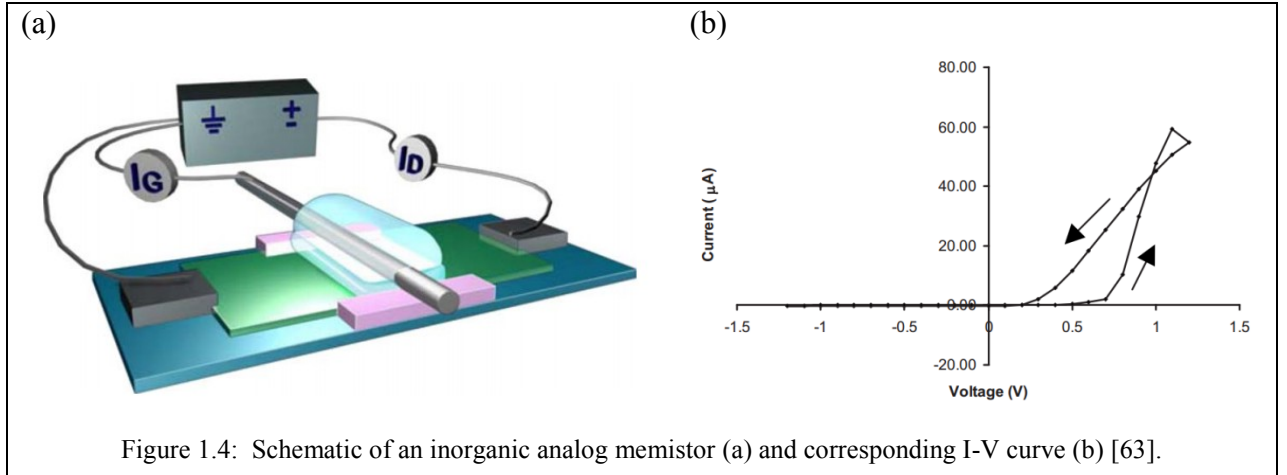 (a)
(b)
⏚
±
I_G
I_D
Current (μA)
80.00
60.00
40.00
20.00
0.00
-20.00
-1.5
-1
-0.5
0
0.5
1
1.5
Voltage (V)
Figure 1.4:  Schematic of an inorganic analog memistor (a) and corresponding I-V curve (b) [63].